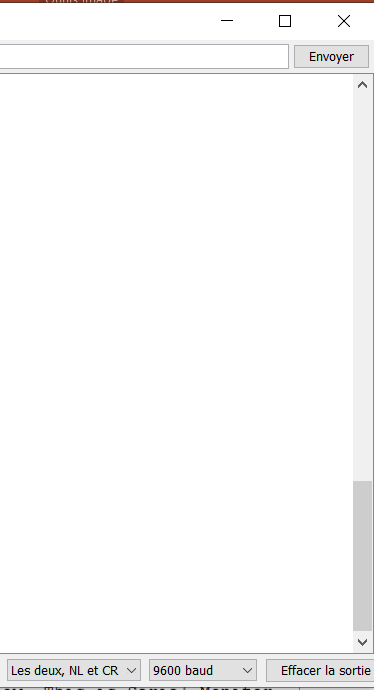 Envoyer
Les deux, NL et CR
9600 baud
Effacer la sortie